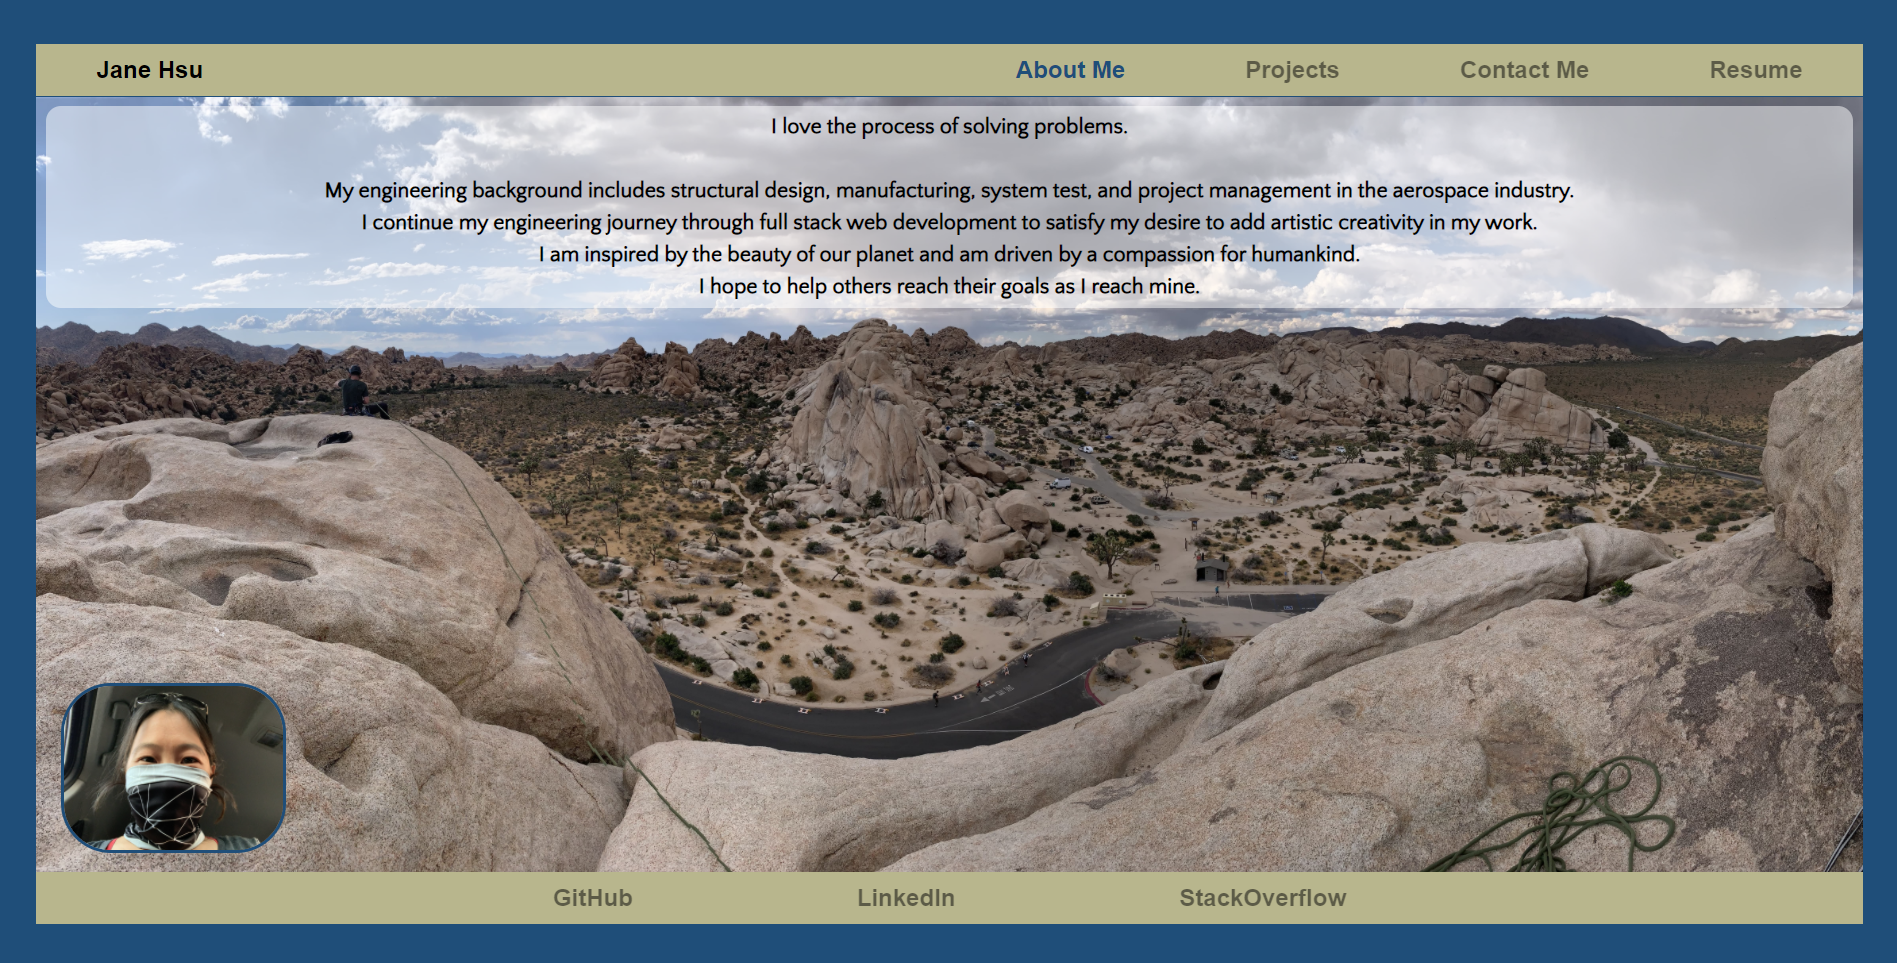 Jane Hsu
About Me
Projects
Contact Me
Resume
I love the process of solving problems.
My engineering background includes structural design, manufacturing, system test, and project management in the aerospace industry.
I continue my engineering journey through full stack web development to satisfy my desire to add artistic creativity in my work.
I am inspired by the beauty of our planet and am driven by a compassion for humankind.
I hope to help others reach their goals as I reach mine.
GitHub
LinkedIn
StackOverflow